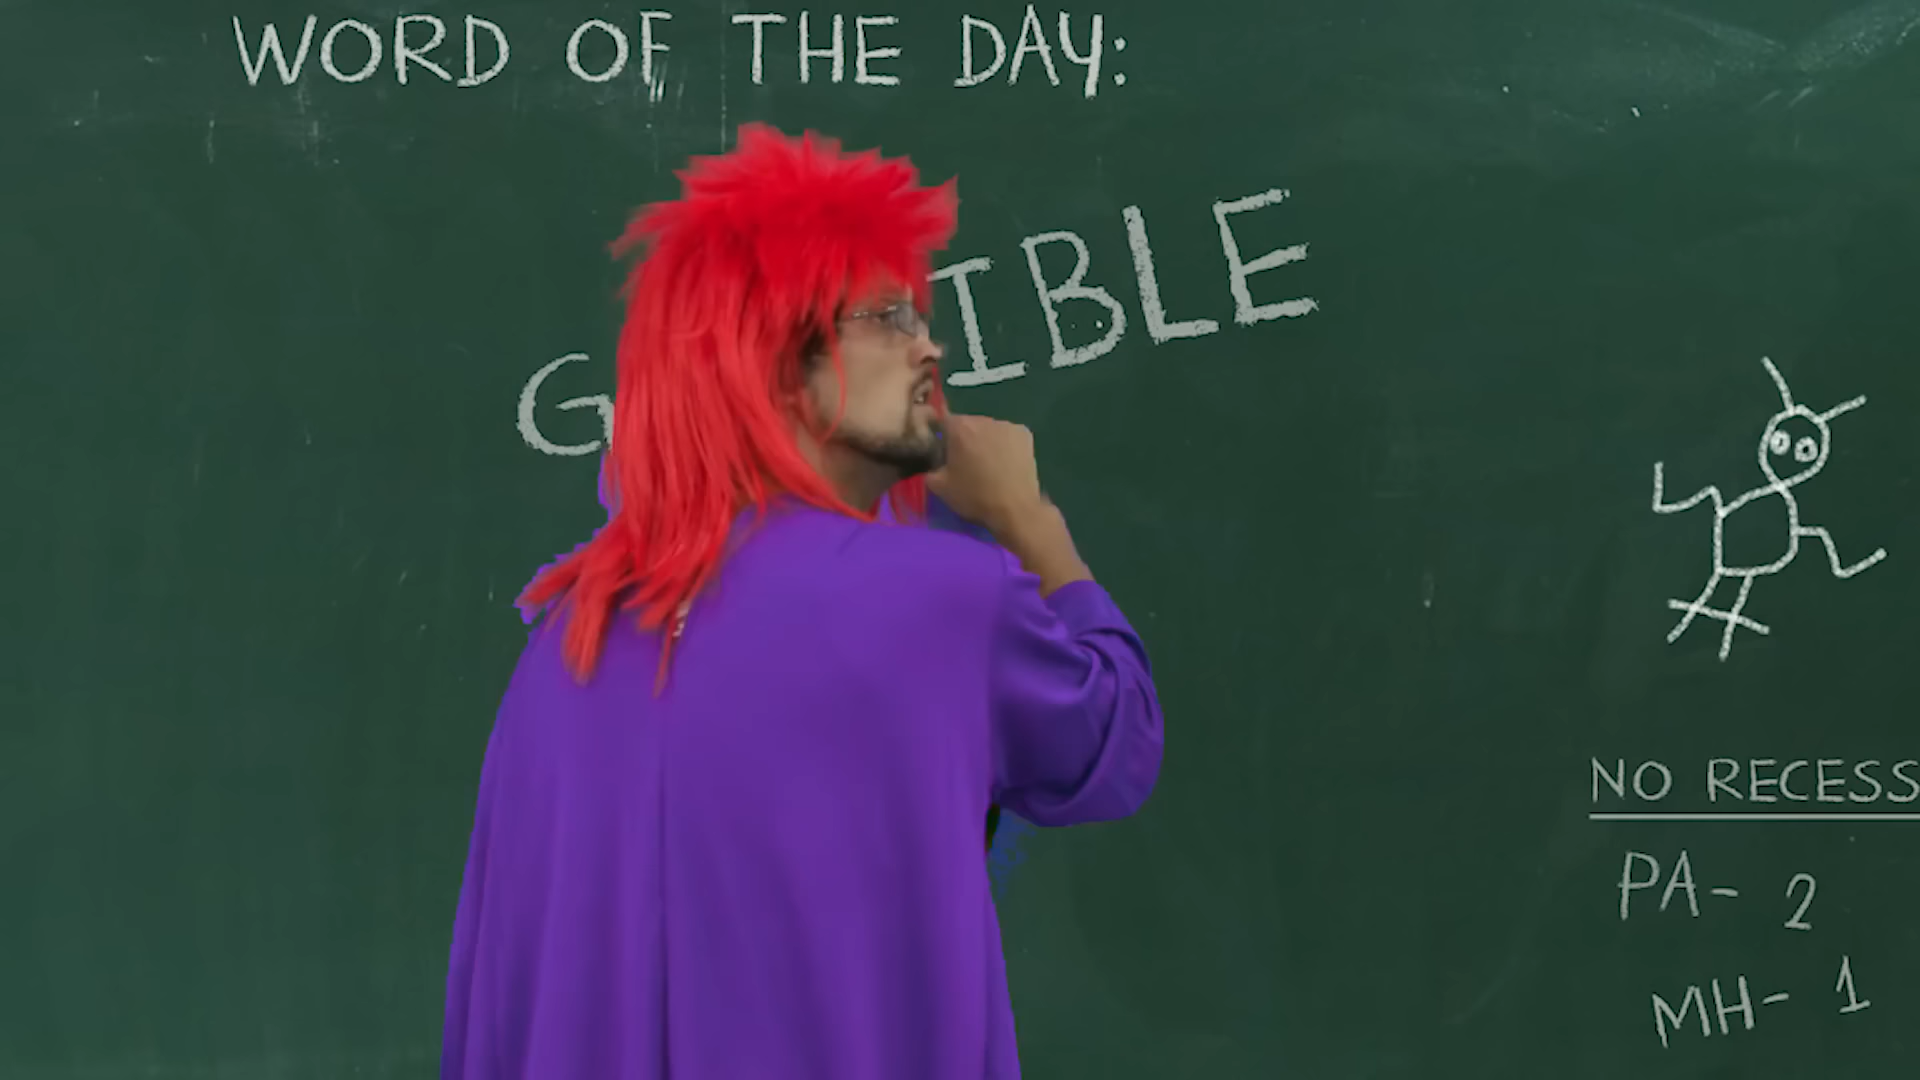 WORD OF THE DAY:
G IBLE
NO RECESS
PA- 2
MH- 1